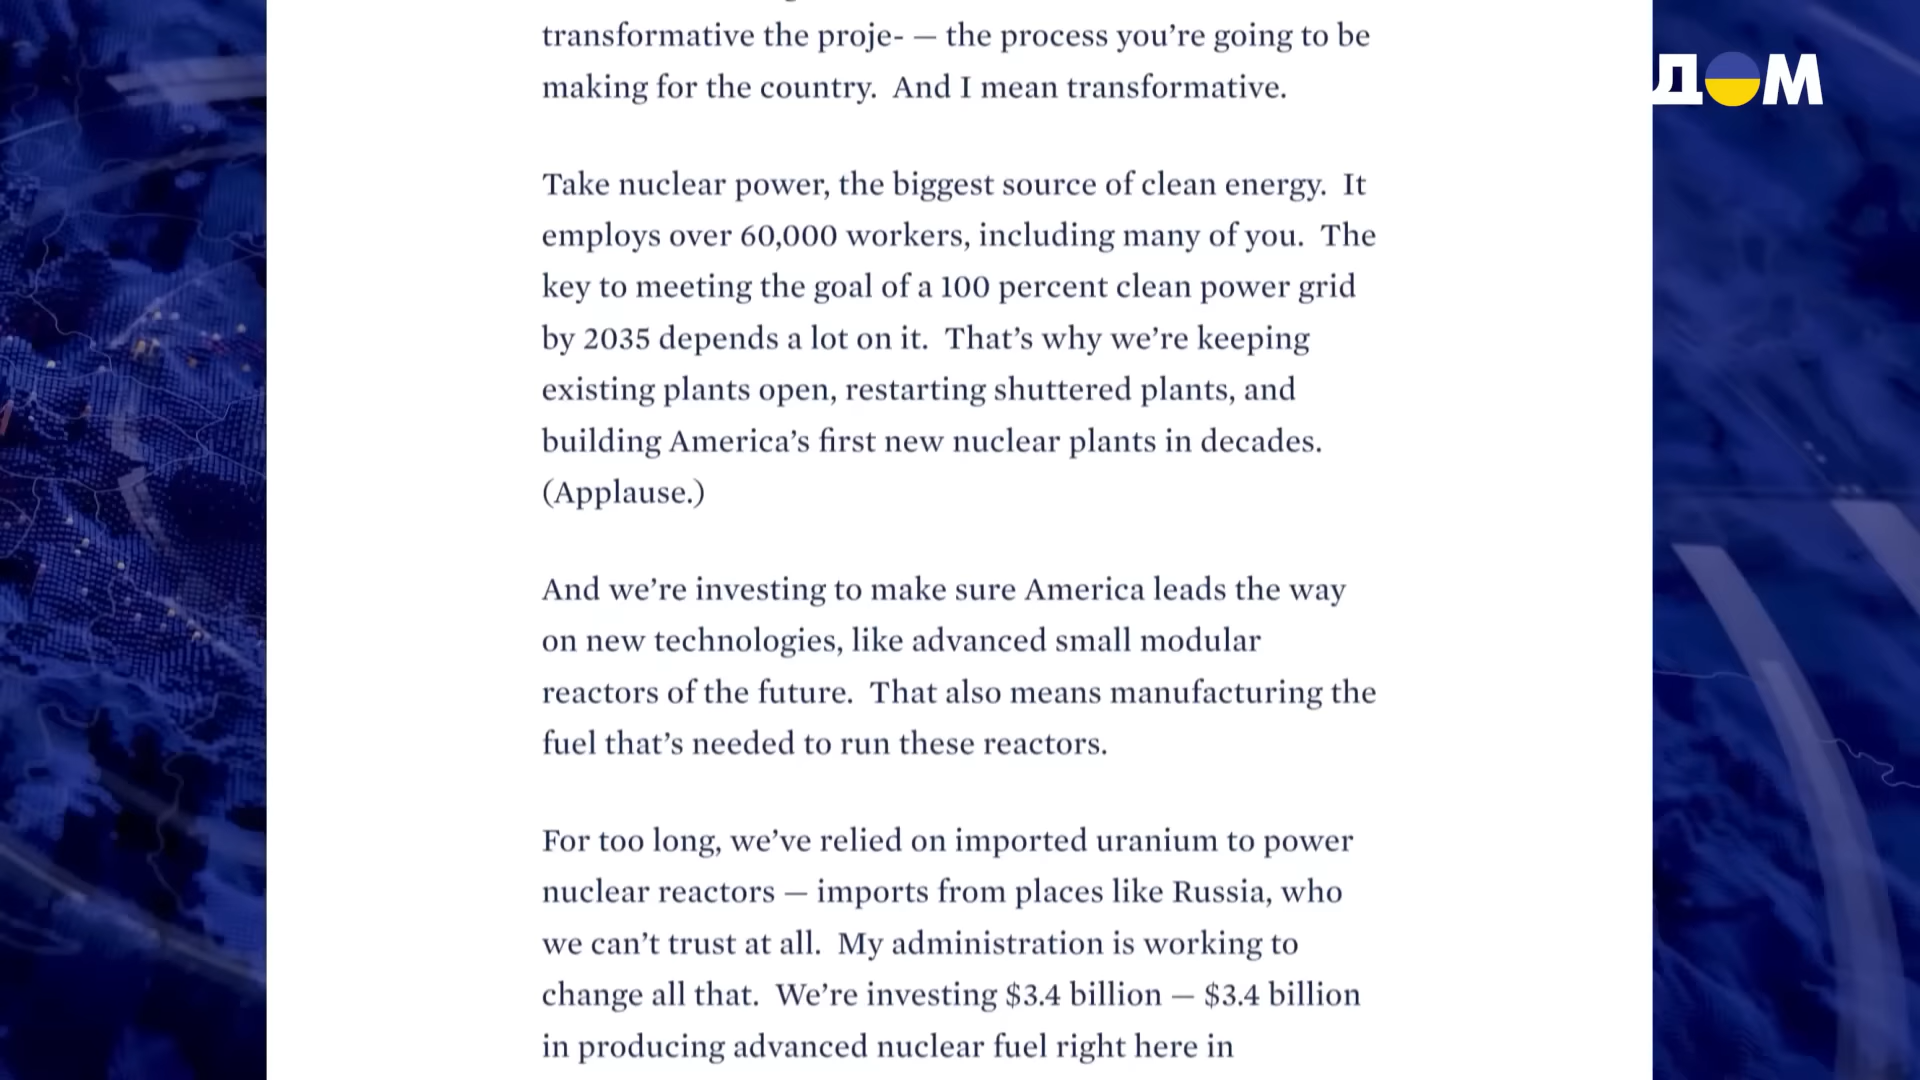 transformative the proje- — the process you’re going to be
making for the country.  And I mean transformative.
Take nuclear power, the biggest source of clean energy.  It
employs over 60,000 workers, including many of you.  The
key to meeting the goal of a 100 percent clean power grid
by 2035 depends a lot on it.  That’s why we’re keeping
existing plants open, restarting shuttered plants, and
building America’s first new nuclear plants in decades.
(Applause.)
And we’re investing to make sure America leads the way
on new technologies, like advanced small modular
reactors of the future.  That also means manufacturing the
fuel that’s needed to run these reactors.
For too long, we’ve relied on imported uranium to power
nuclear reactors — imports from places like Russia, who
we can’t trust at all.  My administration is working to
change all that.  We’re investing $3.4 billion — $3.4 billion
in producing advanced nuclear fuel right here in
ДОМ